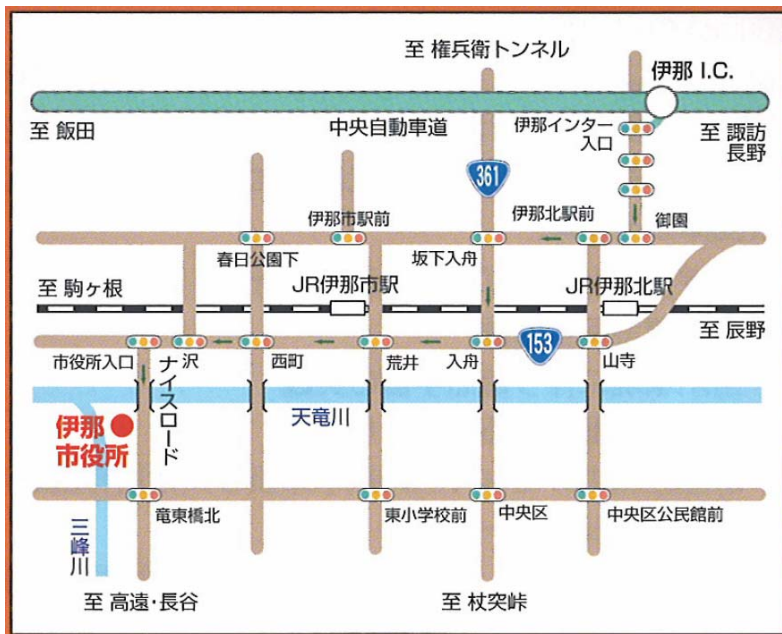 至 権兵衛トンネル
伊那 I.C.
至 飯田
中央自動車道
伊那インター
入口
至 諏訪
長野
361
伊那市駅前
伊那北駅前
御園
春日公園下
坂下入舟
至 駒ヶ根
JR伊那市駅
JR伊那北駅
至 辰野
153
市役所入口
沢
西町
荒井
入舟
山寺
ナイスロード
天竜川
伊那
市役所
竜東橋北
東小学校前
中央区
中央区公民館前
三峰川
至 高遠・長谷
至 杖突峠